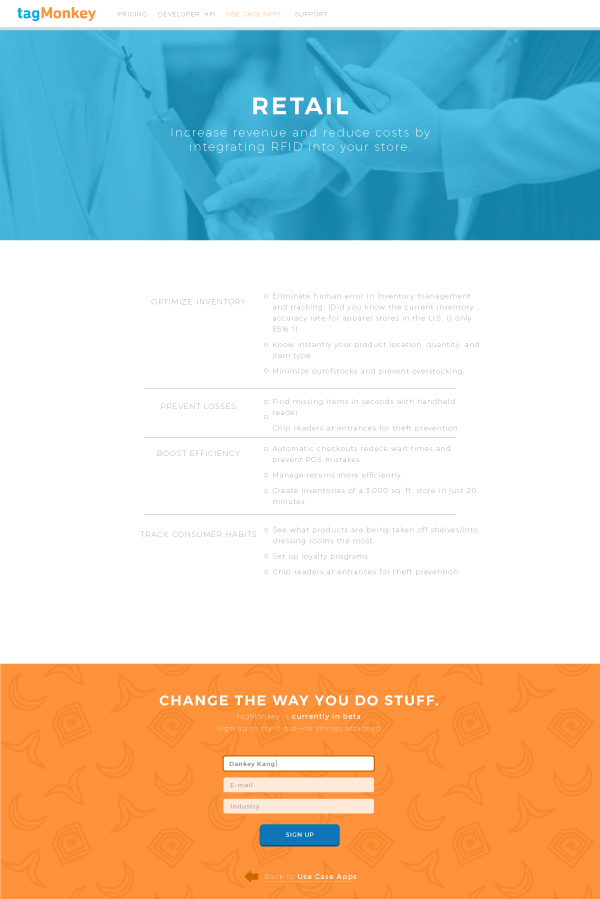 tagMonkey PRICING DEVELOPER API USE CASE APPS SUPPORT
RETAIL
Increase revenue and reduce costs by
integrating RFID into your store.
OPTIMIZE INVENTORY
Eliminate human error in inventory management
and tracking. (Did you know the current inventory
accuracy rate for apparel stores in the U.S. is only
65% ?)
Know instantly your product location, quantity, and
item type
Minimize outofstocks and prevent overstocking.
PREVENT LOSSES
Find missing items in seconds with handheld
reader
Chip readers at entrances for theft prevention
BOOST EFFICIENCY
Automatic checkouts reduce wait times and
prevent POS mistakes
Manage returns more efficiently
Create inventories of a 3,000 sq. ft. store in just 20
minutes
TRACK CONSUMER HABITS
See what products are being taken off shelves/into
dressing rooms the most
Set up loyalty programs
Chip readers at entrances for theft prevention
CHANGE THE WAY YOU DO STUFF.
tagMonkey is currently in beta.
Sign up to try it out—no strings attached.
Dankey Kang
E-mail
Industry
SIGN UP
Back to Use Case Apps